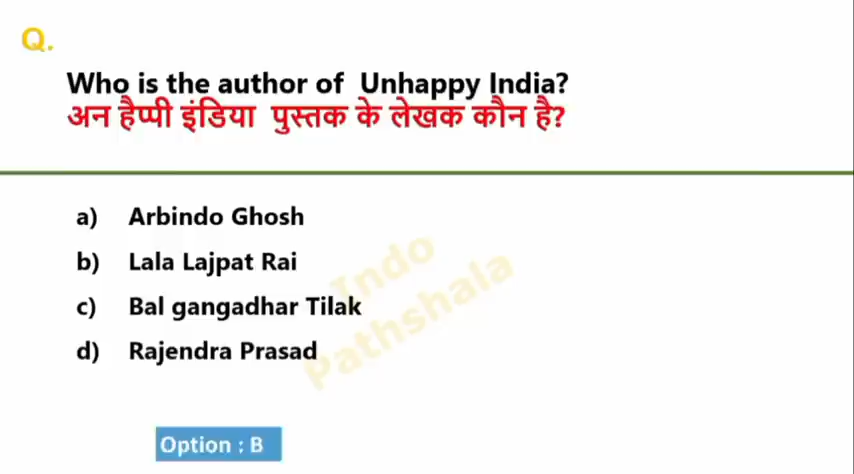 Q.
Who is the author of Unhappy India?
अन हैप्पी इंडिया पुस्तक के लेखक कौन है?
a) Arbindo Ghosh
b) Lala Lajpat Rai
c) Bal gangadhar Tilak
d) Rajendra Prasad
Indo
Pathshala
Option : B